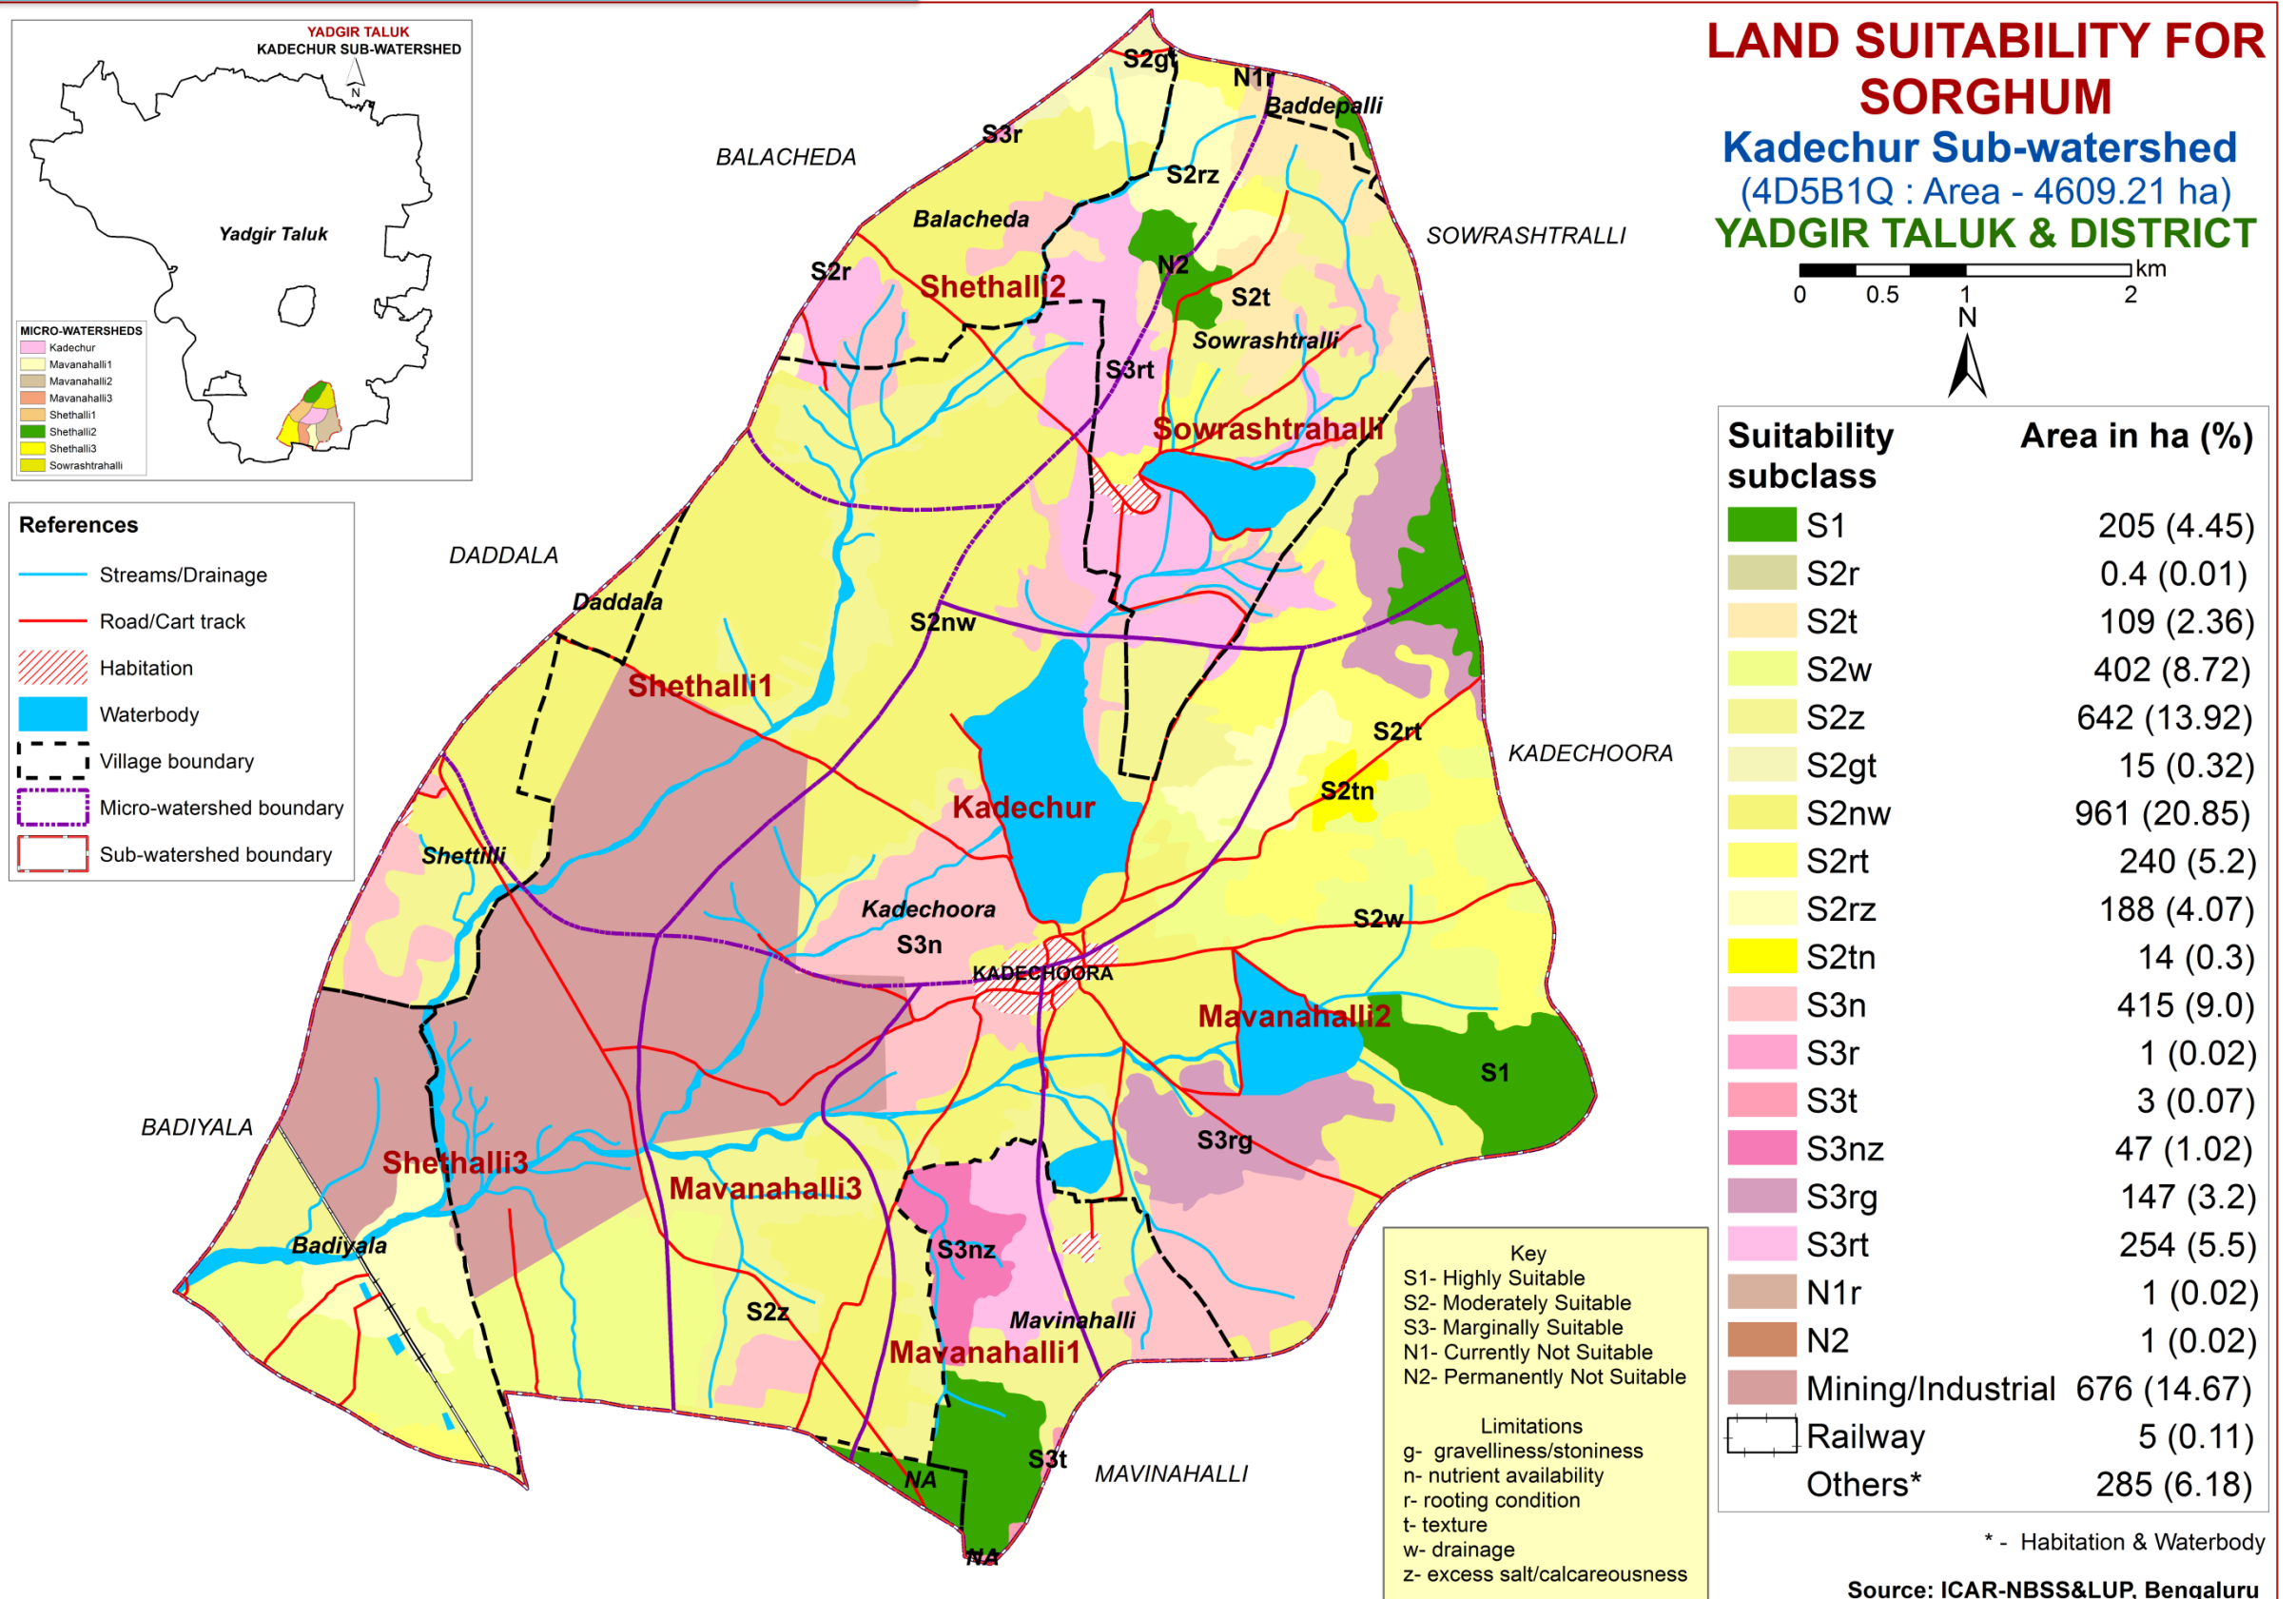 YADGIR TALUK
KADECHUR SUB-WATERSHED
N
Yadgir Taluk
MICRO-WATERSHEDS
Kadechur
Mavanahalli1
Mavanahalli2
Mavanahalli3
Shethalli1
Shethalli2
Shethalli3
Sowrashtrahalli
References
Streams/Drainage
Road/Cart track
Habitation
Waterbody
Village boundary
Micro-watershed boundary
Sub-watershed boundary
LAND SUITABILITY FOR
SORGHUM
Kadechur Sub-watershed
(4D5B1Q : Area - 4609.21 ha)
YADGIR TALUK & DISTRICT
km
0 0.5 1 2
N
Suitability Area in ha (%)
subclass
S1 205 (4.45)
S2r 0.4 (0.01)
S2t 109 (2.36)
S2w 402 (8.72)
S2z 642 (13.92)
S2gt 15 (0.32)
S2nw 961 (20.85)
S2rt 240 (5.2)
S2rz 188 (4.07)
S2tn 14 (0.3)
S3n 415 (9.0)
S3r 1 (0.02)
S3t 3 (0.07)
S3nz 47 (1.02)
S3rg 147 (3.2)
S3rt 254 (5.5)
N1r 1 (0.02)
N2 1 (0.02)
Mining/Industrial 676 (14.67)
Railway 5 (0.11)
Others* 285 (6.18)
* - Habitation & Waterbody
Source: ICAR-NBSS&LUP, Bengaluru
Key
S1- Highly Suitable
S2- Moderately Suitable
S3- Marginally Suitable
N1- Currently Not Suitable
N2- Permanently Not Suitable
Limitations
g- gravelliness/stoniness
n- nutrient availability
r- rooting condition
t- texture
w- drainage
z- excess salt/calcareousness
S2gt
N1r
Baddepalli
S3r
BALACHEDA
S2rz
Balacheda
SOWRASHTRALLI
S2r
N2
Shethalli2
S2t
Sowrashtralli
S3rt
Sowrashtrahalli
DADDALA
Daddala
S2nw
Shethalli1
S2rt
KADECHOORA
S2tn
Kadechur
Shettilli
Kadechoora
S2w
S3n
KADECHOORA
Mavanahalli2
S1
BADIYALA
S3rg
Shethalli3
Mavanahalli3
Badiyala
S3nz
S2z
Mavinahalli
Mavanahalli1
S3t
MAVINAHALLI
NA
NA